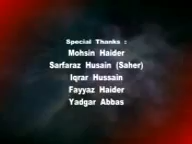 Special Thanks :
Mohsin Haider
Sarfaraz Husain (Saher)
Iqrar Hussain
Fayyaz Haider
Yadgar Abbas